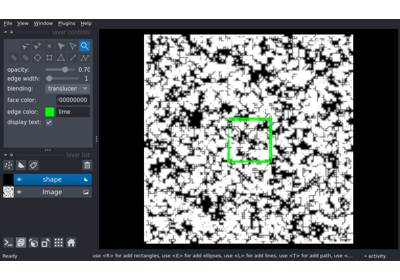 File View Window Plugins Help
layer controls
opacity: 0.70
edge width: 1
blending: translucen
face color: 00000000
edge color: lime
display text:
layer list
shape
Image
Ready use <R> for add rectangles, use <E> for add ellipses, use <L> for add lines, use <T> for add path, use <... activity